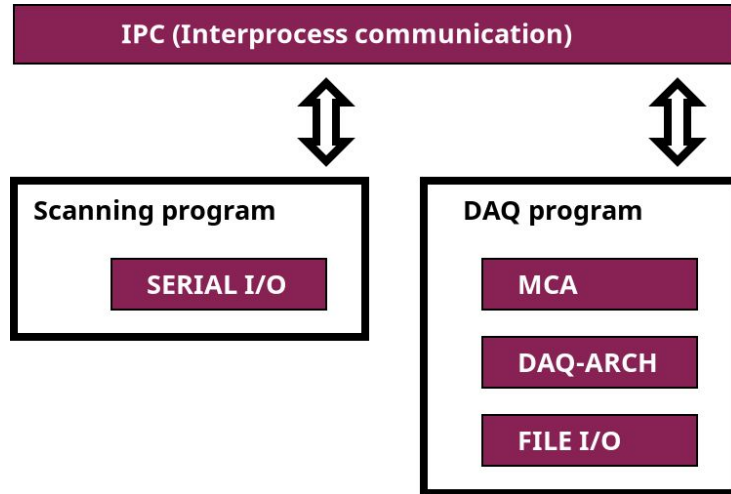 IPC (Interprocess communication)
Scanning program
SERIAL I/O
DAQ program
MCA
DAQ-ARCH
FILE I/O